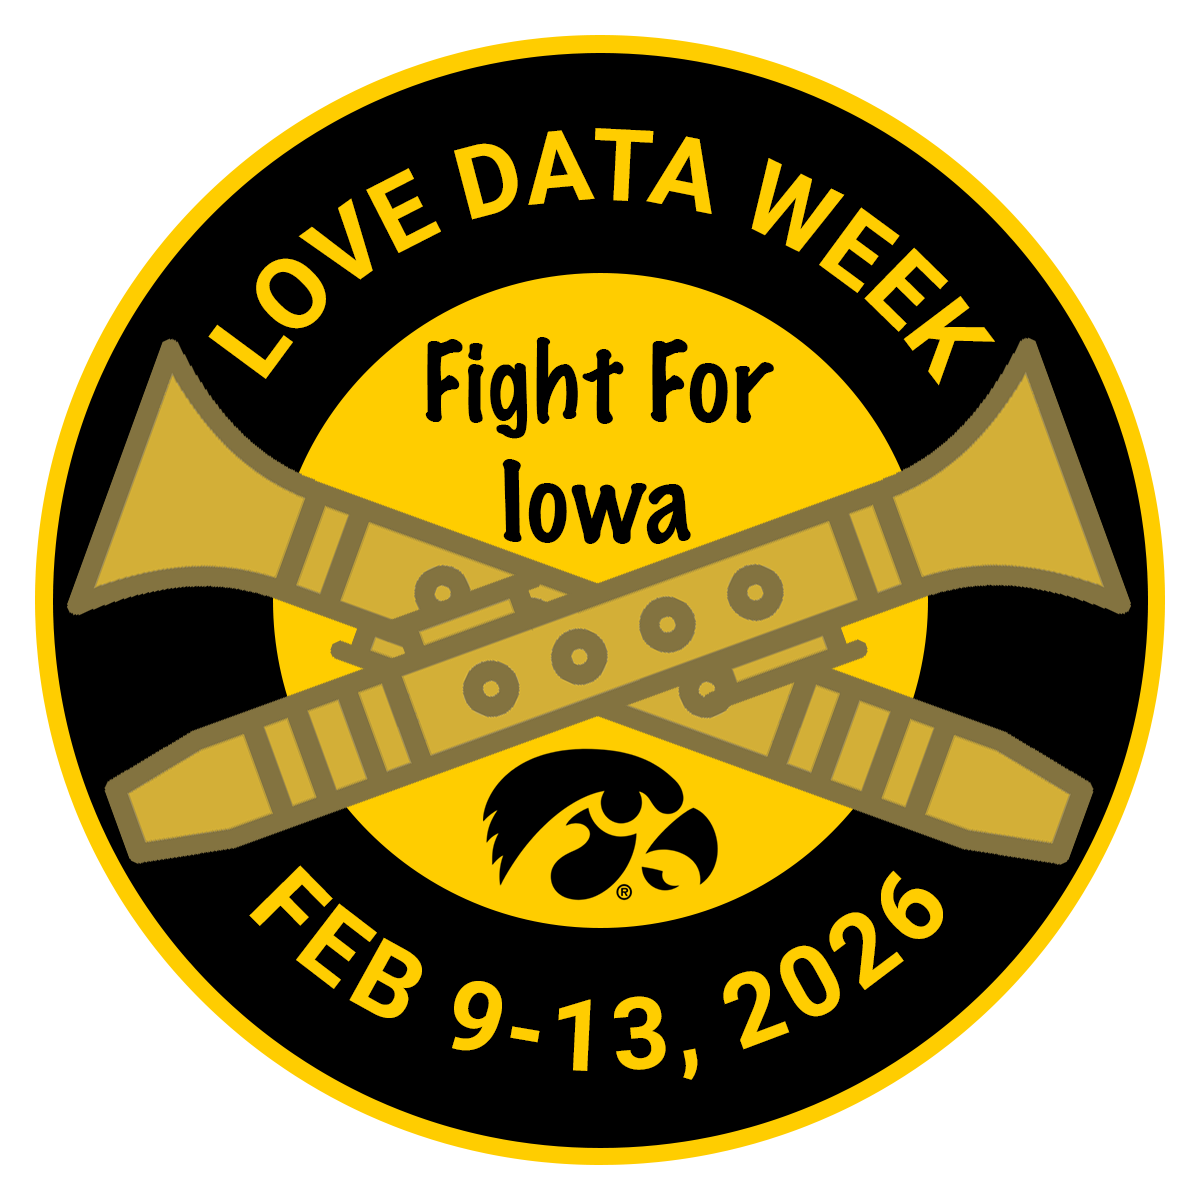 LOVE DATA WEEK
Fight For
Iowa
®
FEB 9-13, 2026